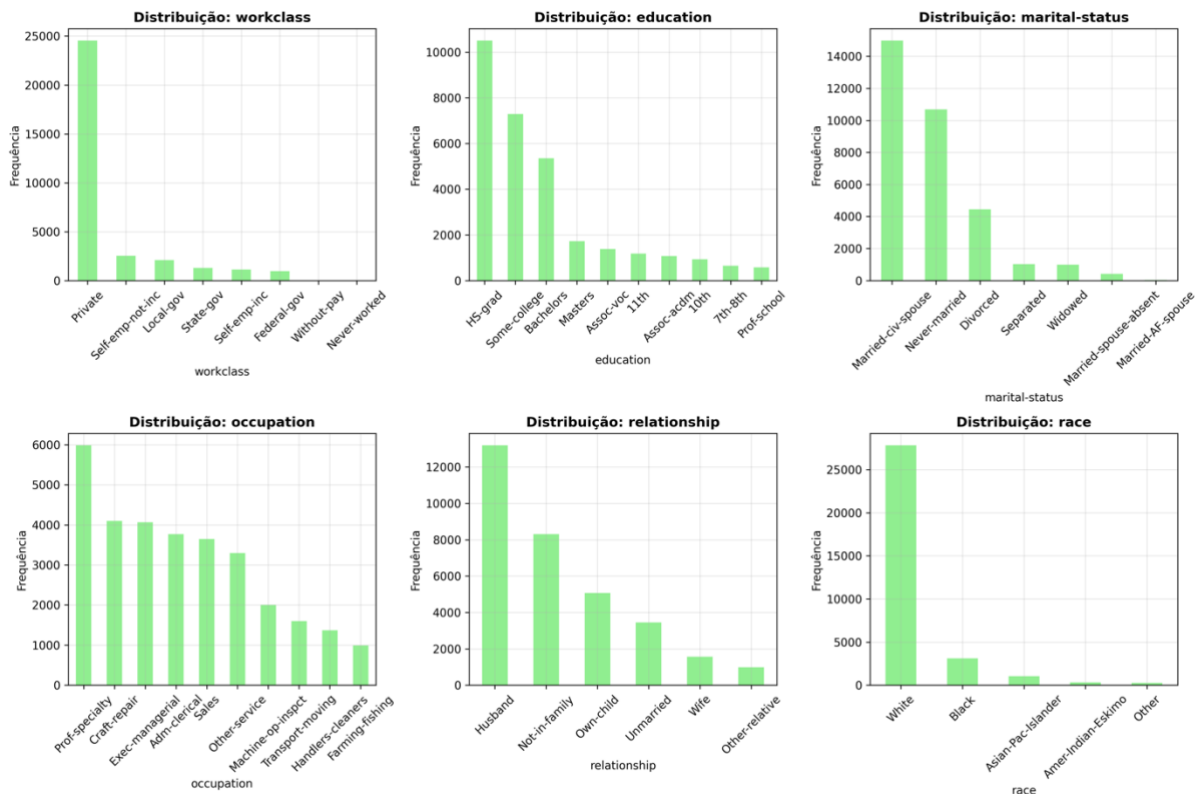 Distribuição: workclass
Frequência
25000
20000
15000
10000
5000
0
Private
Self-emp-not-inc
Local-gov
State-gov
Self-emp-inc
Federal-gov
Without-pay
Never-worked
workclass
Distribuição: education
Frequência
10000
8000
6000
4000
2000
0
HS-grad
Some-college
Bachelors
Masters
Assoc-voc
11th
Assoc-acdm
10th
7th-8th
Prof-school
education
Distribuição: marital-status
Frequência
14000
12000
10000
8000
6000
4000
2000
0
Married-civ-spouse
Never-married
Divorced
Separated
Widowed
Married-spouse-absent
Married-AF-spouse
marital-status
Distribuição: occupation
Frequência
6000
5000
4000
3000
2000
1000
0
Prof-specialty
Craft-repair
Exec-managerial
Adm-clerical
Sales
Other-service
Machine-op-inspct
Transport-moving
Handlers-cleaners
Farming-fishing
occupation
Distribuição: relationship
Frequência
12000
10000
8000
6000
4000
2000
0
Husband
Not-in-family
Own-child
Unmarried
Wife
Other-relative
relationship
Distribuição: race
Frequência
25000
20000
15000
10000
5000
0
White
Black
Asian-Pac-Islander
Amer-Indian-Eskimo
Other
race